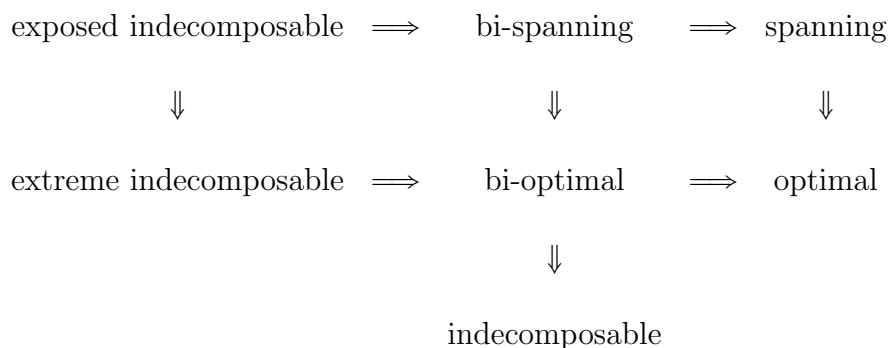 exposed indecomposable ⟹ bi-spanning ⟹ spanning
⇓ ⇓ ⇓
extreme indecomposable ⟹ bi-optimal ⟹ optimal
⇓
indecomposable